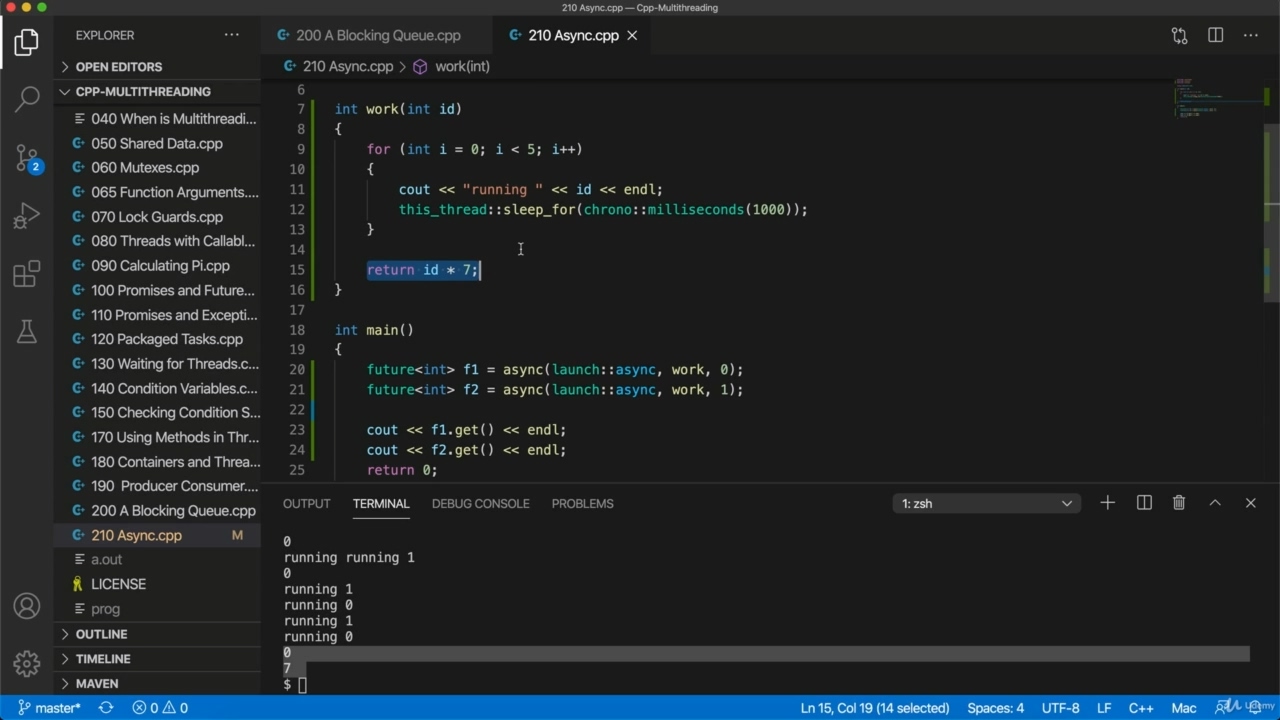 210 Async.cpp — Cpp-Multithreading
EXPLORER
200 A Blocking Queue.cpp
210 Async.cpp
OPEN EDITORS
210 Async.cpp > work(int)
CPP-MULTITHREADING
040 When is Multithreadi...
050 Shared Data.cpp
060 Mutexes.cpp
065 Function Arguments....
070 Lock Guards.cpp
080 Threads with Callabl...
090 Calculating Pi.cpp
100 Promises and Future...
110 Promises and Excepti...
120 Packaged Tasks.cpp
130 Waiting for Threads.c...
140 Condition Variables.c...
150 Checking Condition S...
170 Using Methods in Thr...
180 Containers and Threa...
190 Producer Consumer....
200 A Blocking Queue.cpp
210 Async.cpp M
a.out
LICENSE
prog
OUTLINE
TIMELINE
MAVEN
2
6
7 int work(int id)
8 {
9 for (int i = 0; i < 5; i++)
10 {
11 cout << "running " << id << endl;
12 this_thread::sleep_for(chrono::milliseconds(1000));
13 }
14
15 return id * 7;
16 }
17
18 int main()
19 {
20 future<int> f1 = async(launch::async, work, 0);
21 future<int> f2 = async(launch::async, work, 1);
22
23 cout << f1.get() << endl;
24 cout << f2.get() << endl;
25 return 0;
OUTPUT TERMINAL DEBUG CONSOLE PROBLEMS 1: zsh
0
running running 1
0
running 1
running 0
running 1
running 0
0
7
$
master* 0 0 Ln 15, Col 19 (14 selected) Spaces: 4 UTF-8 LF C++ Mac
Udemy